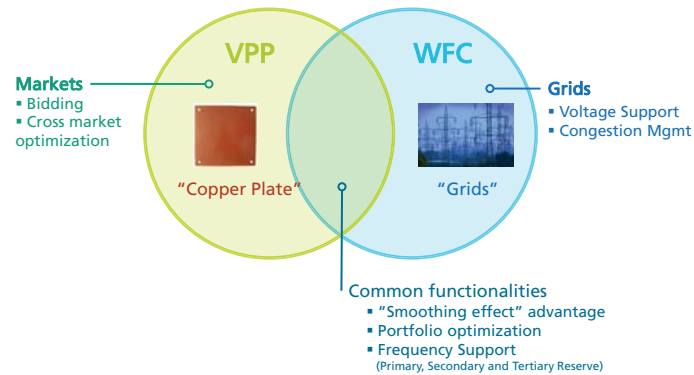 VPP
WFC
Markets
▪ Bidding
▪ Cross market
optimization
Grids
▪ Voltage Support
▪ Congestion Mgmt
“Copper Plate”
“Grids”
Common functionalities
▪ “Smoothing effect” advantage
▪ Portfolio optimization
▪ Frequency Support
(Primary, Secondary and Tertiary Reserve)